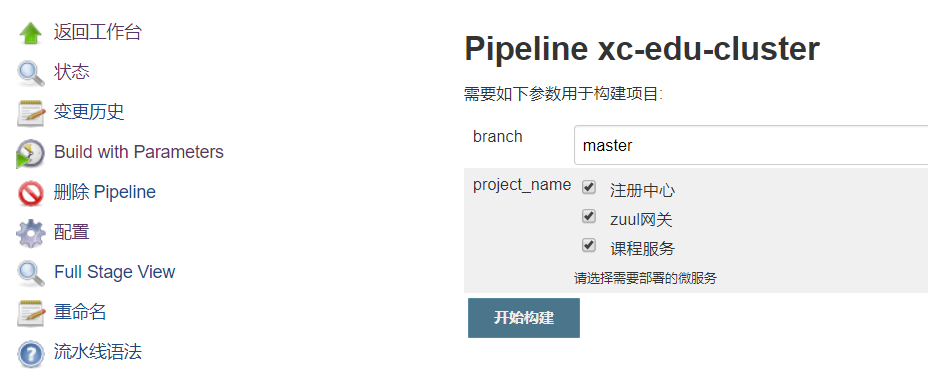 返回工作台
状态
变更历史
Build with Parameters
删除 Pipeline
配置
Full Stage View
重命名
流水线语法
Pipeline xc-edu-cluster
需要如下参数用于构建项目:
branch
master
project_name
注册中心
zuul网关
课程服务
请选择需要部署的微服务
开始构建